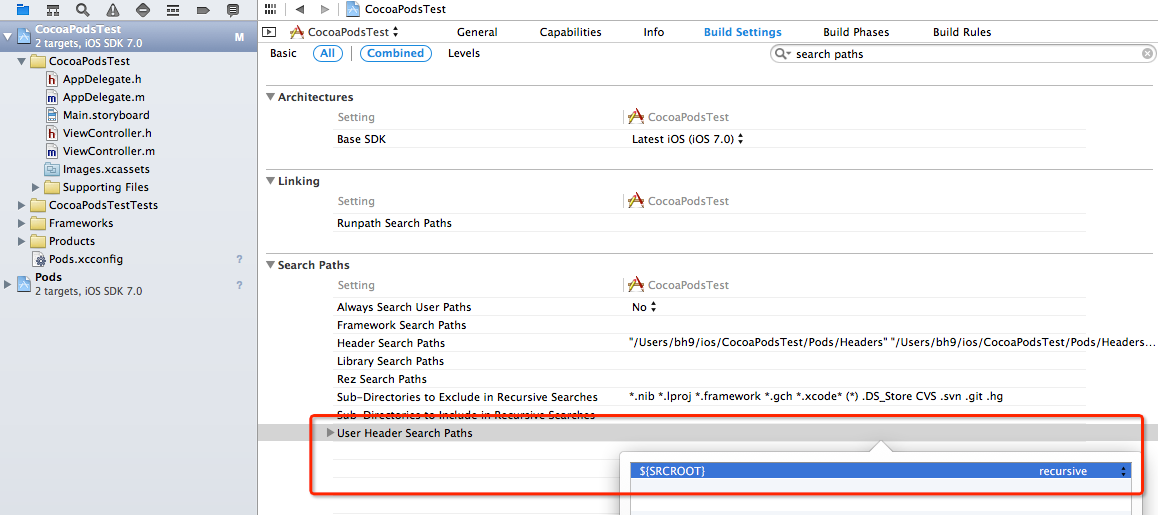 CocoaPodsTest
CocoaPodsTest
2 targets, iOS SDK 7.0
M
CocoaPodsTest
AppDelegate.h
AppDelegate.m
Main.storyboard
ViewController.h
ViewController.m
Images.xcassets
Supporting Files
CocoaPodsTestTests
Frameworks
Products
Pods.xcconfig
?
Pods
2 targets, iOS SDK 7.0
?
CocoaPodsTest
General
Capabilities
Info
Build Settings
Build Phases
Build Rules
Basic
All
Combined
Levels
search paths
Architectures
Setting
CocoaPodsTest
Base SDK
Latest iOS (iOS 7.0)
Linking
Setting
CocoaPodsTest
Runpath Search Paths
Search Paths
Setting
CocoaPodsTest
Always Search User Paths
No
Framework Search Paths
Header Search Paths
"/Users/bh9/ios/CocoaPodsTest/Pods/Headers" "/Users/bh9/ios/CocoaPodsTest/Pods/Headers...
Library Search Paths
Rez Search Paths
Sub-Directories to Exclude in Recursive Searches
*.nib *.lproj *.framework *.gch *.xcode* (*) .DS_Store CVS .svn .git .hg
Sub-Directories to Include in Recursive Searches
User Header Search Paths
${SRCROOT}
recursive